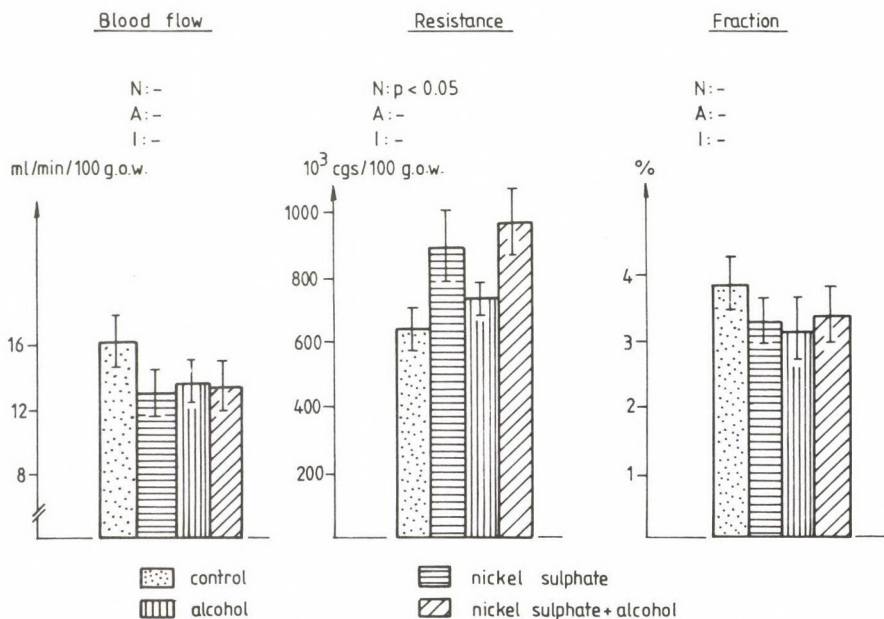 Blood flow
N:-
A:-
I:-
ml/min/100 g.o.w.
16
12
8
Resistance
N: p < 0.05
A:-
I:-
10³ cgs/100 g.o.w.
1000
800
600
400
200
Fraction
N:-
A:-
I:-
%
4
3
2
1
control
alcohol
nickel sulphate
nickel sulphate + alcohol